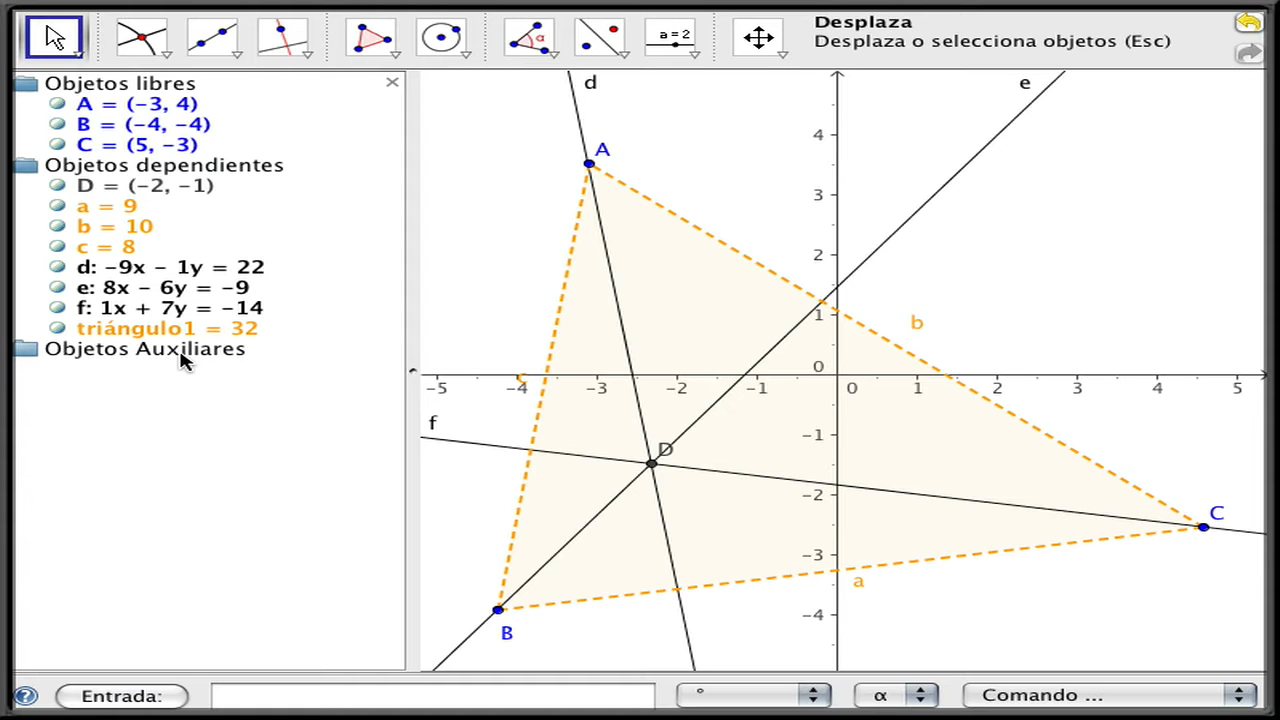 a = 2
α
Desplaza
Desplaza o selecciona objetos (Esc)
Objetos libres
A = (-3, 4)
B = (-4, -4)
C = (5, -3)
Objetos dependientes
D = (-2, -1)
a = 9
b = 10
c = 8
d: -9x - 1y = 22
e: 8x - 6y = -9
f: 1x + 7y = -14
triángulo1 = 32
Objetos Auxiliares
d
e
A
4
3
2
1
b
0
c
-5 -4 -3 -2 -1 0 1 2 3 4 5
f
-1
D
-2
C
-3
a
-4
B
Entrada:
°
α
Comando ...